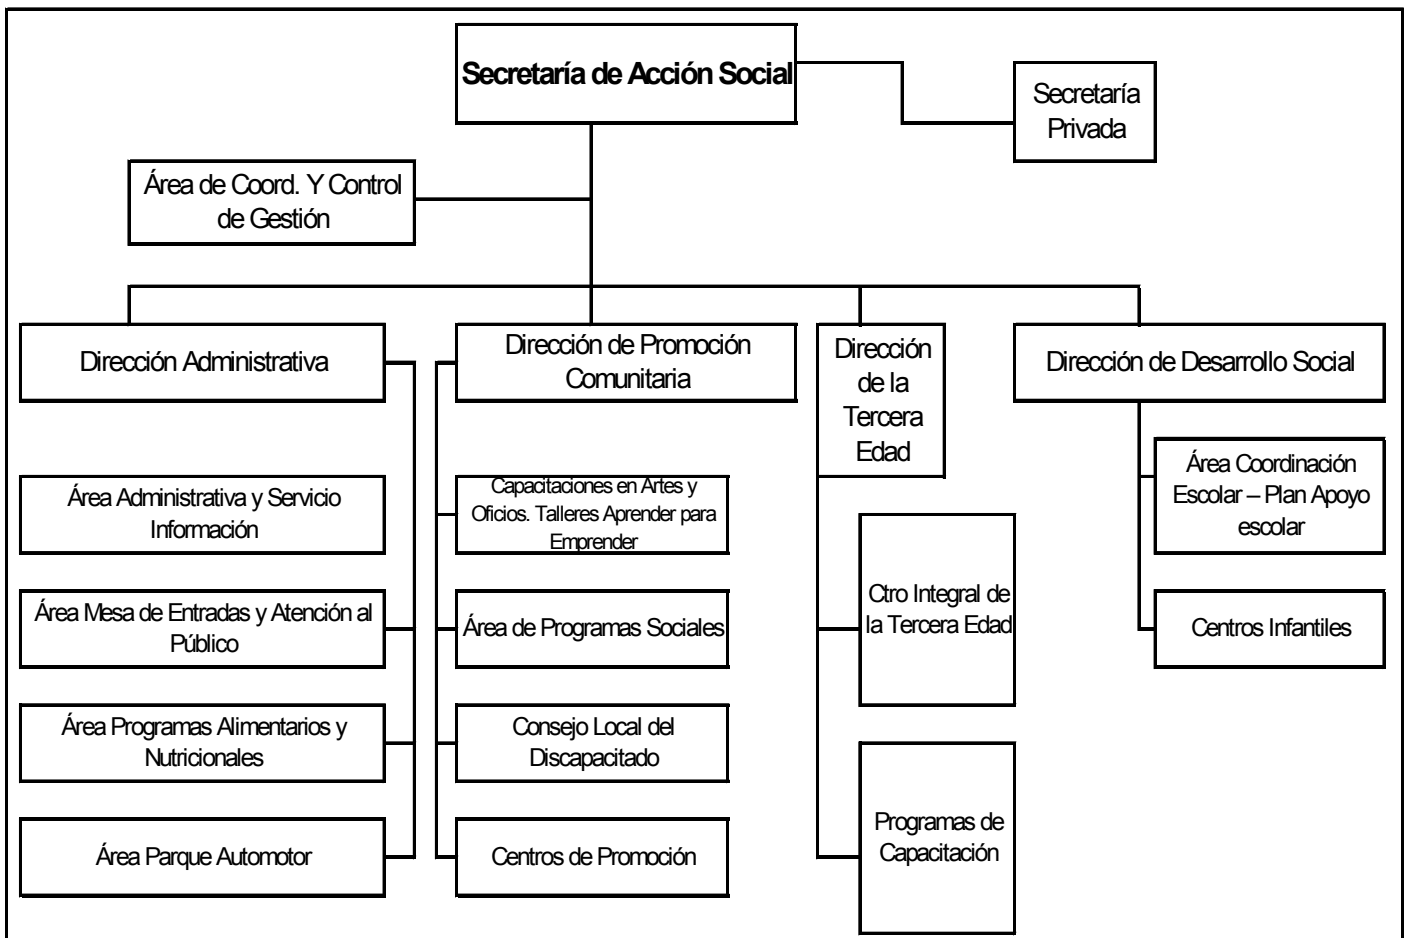 Secretaría de Acción Social
Secretaría
Privada
Área de Coord. Y Control
de Gestión
Dirección Administrativa
Dirección de Promoción
Comunitaria
Dirección
de la
Tercera
Edad
Dirección de Desarrollo Social
Área Administrativa y Servicio
Información
Capacitaciones en Artes y
Oficios. Talleres Aprender para
Emprender
Área Coordinación
Escolar – Plan Apoyo
escolar
Área Mesa de Entradas y Atención al
Público
Área de Programas Sociales
Ctro Integral de
la Tercera Edad
Centros Infantiles
Área Programas Alimentarios y
Nutricionales
Consejo Local del
Discapacitado
Área Parque Automotor
Centros de Promoción
Programas de
Capacitación